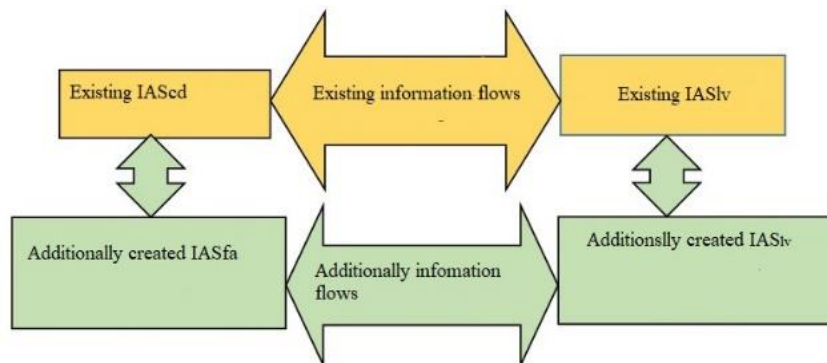 Existing IAScd
Existing information flows
Existing IASlv
Additionally created IASfa
Additionslly created IASlv
Additionally infomation
flows